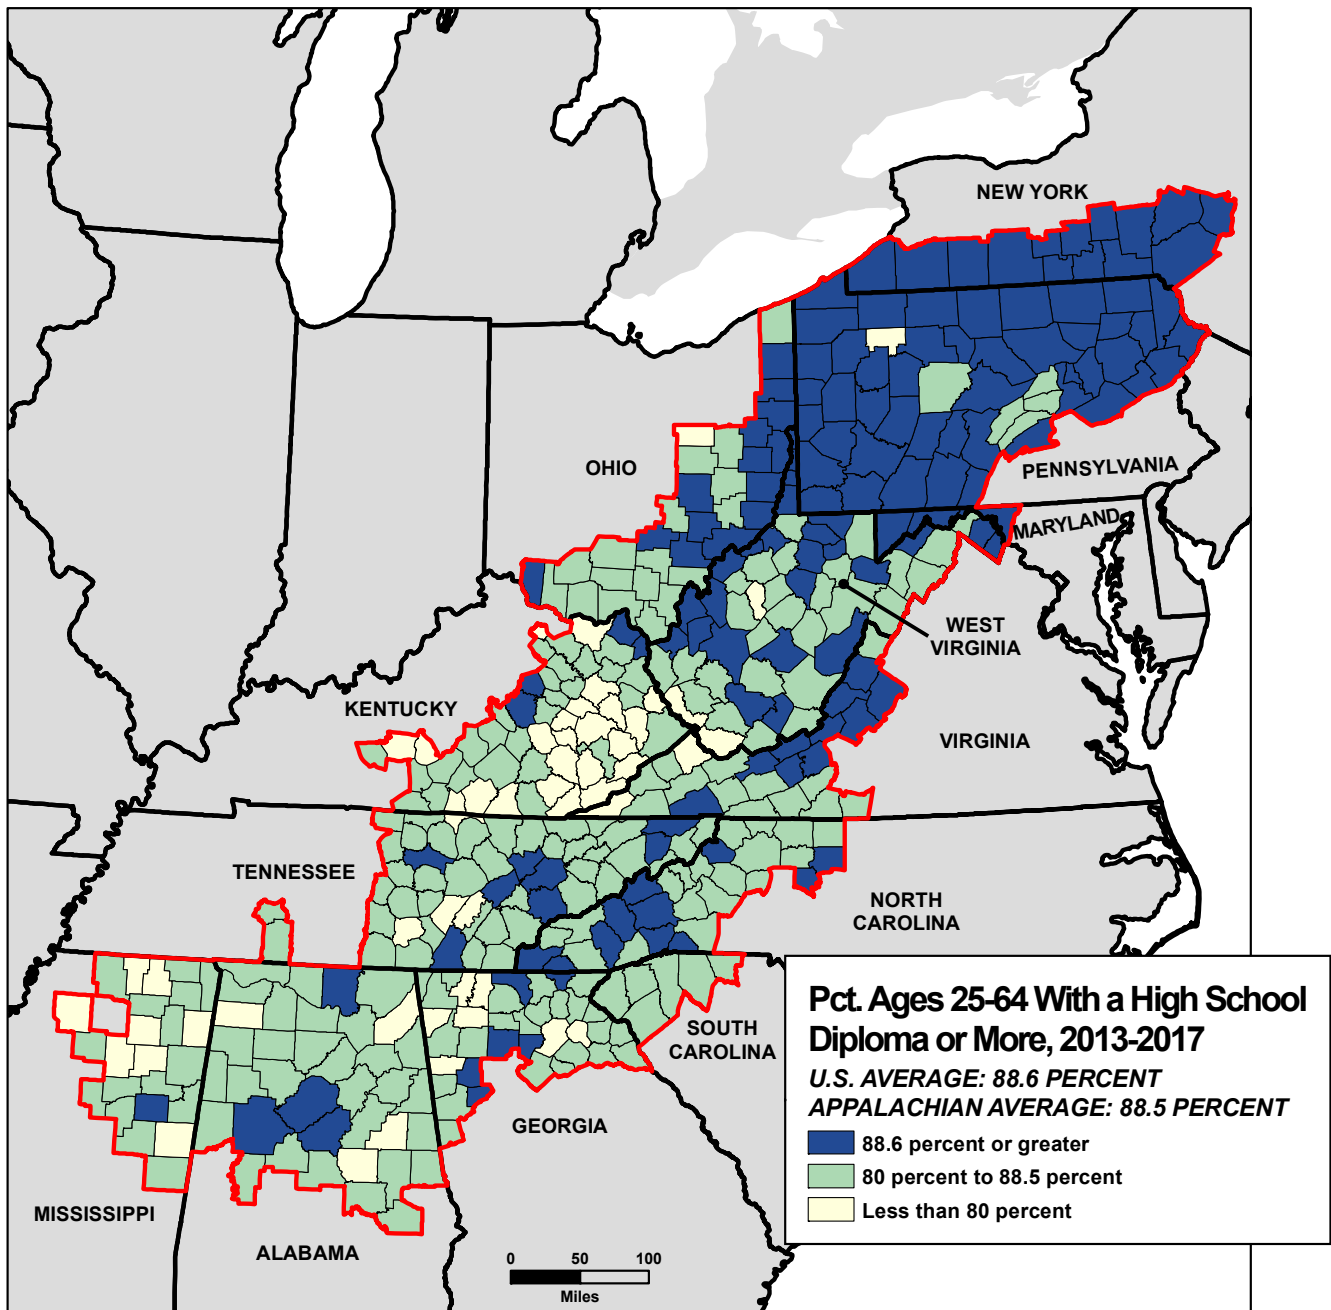 NEW YORK
OHIO
PENNSYLVANIA
MARYLAND
WEST
VIRGINIA
KENTUCKY
VIRGINIA
TENNESSEE
NORTH
CAROLINA
SOUTH
CAROLINA
GEORGIA
MISSISSIPPI
ALABAMA
Pct. Ages 25-64 With a High School
Diploma or More, 2013-2017
U.S. AVERAGE: 88.6 PERCENT
APPALACHIAN AVERAGE: 88.5 PERCENT
88.6 percent or greater
80 percent to 88.5 percent
Less than 80 percent
0 50 100
Miles